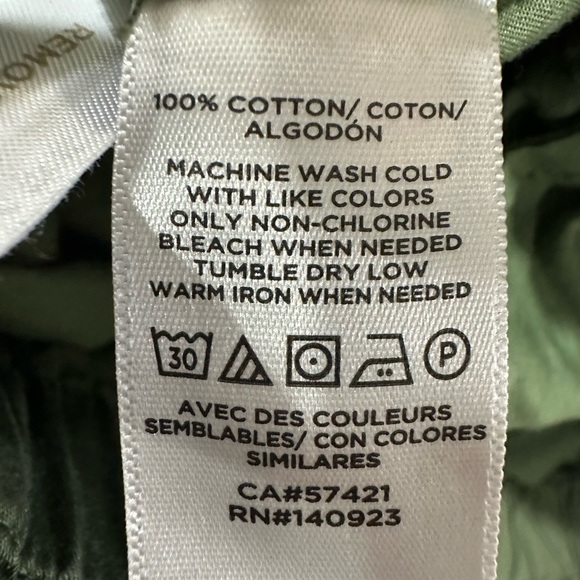 REMOV
100% COTTON/ COTON/
ALGODÓN
MACHINE WASH COLD
WITH LIKE COLORS
ONLY NON-CHLORINE
BLEACH WHEN NEEDED
TUMBLE DRY LOW
WARM IRON WHEN NEEDED
30 P
AVEC DES COULEURS
SEMBLABLES/ CON COLORES
SIMILARES
CA#57421
RN#140923